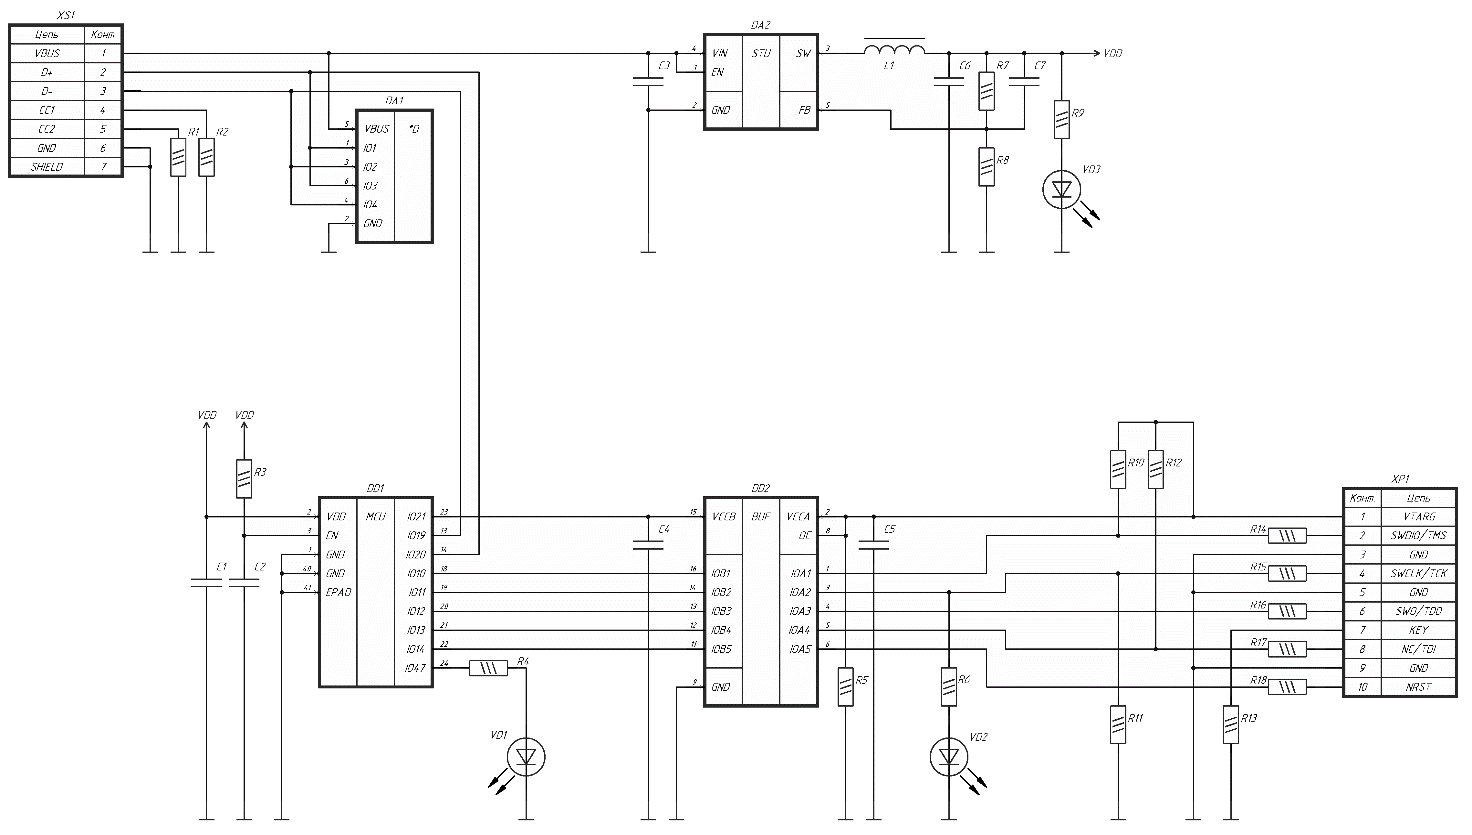 XS1
Цепь Конт.
VBUS 1
D+ 2
D- 3
CC1 4
CC2 5
GND 6
SHIELD 7
R1 R2
DA1
5 VBUS *D
1 IO1
3 IO2
6 IO3
4 IO4
2 GND
DA2
4 VIN STU SW 3
1 EN
2 GND FB 5
C3
L1
C6 R7 C7
VDD
R9
R8
VD3
VDD VDD
R3
C1 C2
DD1
2 VDD MCU IO21 23
3 EN IO19 13
1 GND IO20 14
40 GND IO10 18
41 EPAD IO11 19
IO12 20
IO13 21
IO14 22
IO47 24
R4
VD1
C4
DD2
15 VCCB BUF VCCA 2
OE 8
16 IOB1 IOA1 1
14 IOB2 IOA2 3
13 IOB3 IOA3 4
12 IOB4 IOA4 5
11 IOB5 IOA5 6
9 GND
C5
R5
R6
VD2
R10 R12
R11
R13
R14
R15
R16
R17
R18
XP1
Конт. Цепь
1 VTARG
2 SWDIO/TMS
3 GND
4 SWCLK/TCK
5 GND
6 SWO/TDO
7 KEY
8 NC/TDI
9 GND
10 NRST